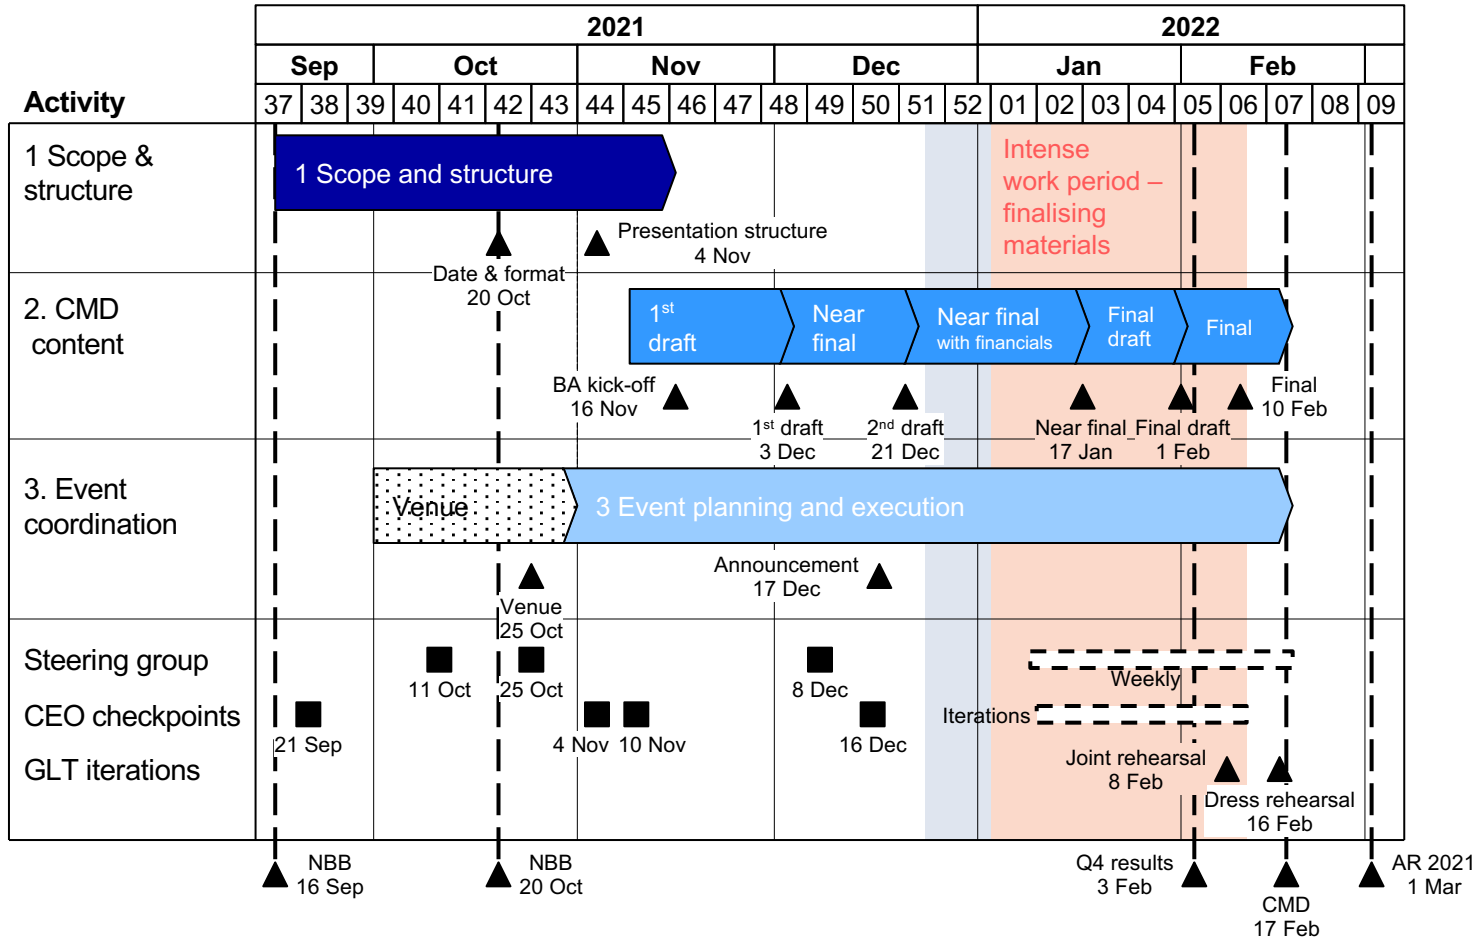 2021
2022
Sep
Oct
Nov
Dec
Jan
Feb
Activity
37 38 39 40 41 42 43 44 45 46 47 48 49 50 51 52 01 02 03 04 05 06 07 08 09
1 Scope &
structure
1 Scope and structure
Intense
work period –
finalising
materials
Presentation structure
4 Nov
Date & format
20 Oct
2. CMD
content
1st
draft
Near
final
Near final
with financials
Final
draft
Final
BA kick-off
16 Nov
1st draft
3 Dec
2nd draft
21 Dec
Near final
17 Jan
Final draft
1 Feb
Final
10 Feb
3. Event
coordination
Venue
3 Event planning and execution
Announcement
17 Dec
Venue
25 Oct
Steering group
11 Oct
25 Oct
8 Dec
Weekly
CEO checkpoints
21 Sep
4 Nov
10 Nov
16 Dec
Iterations
GLT iterations
Joint rehearsal
8 Feb
Dress rehearsal
16 Feb
NBB
16 Sep
NBB
20 Oct
Q4 results
3 Feb
CMD
17 Feb
AR 2021
1 Mar